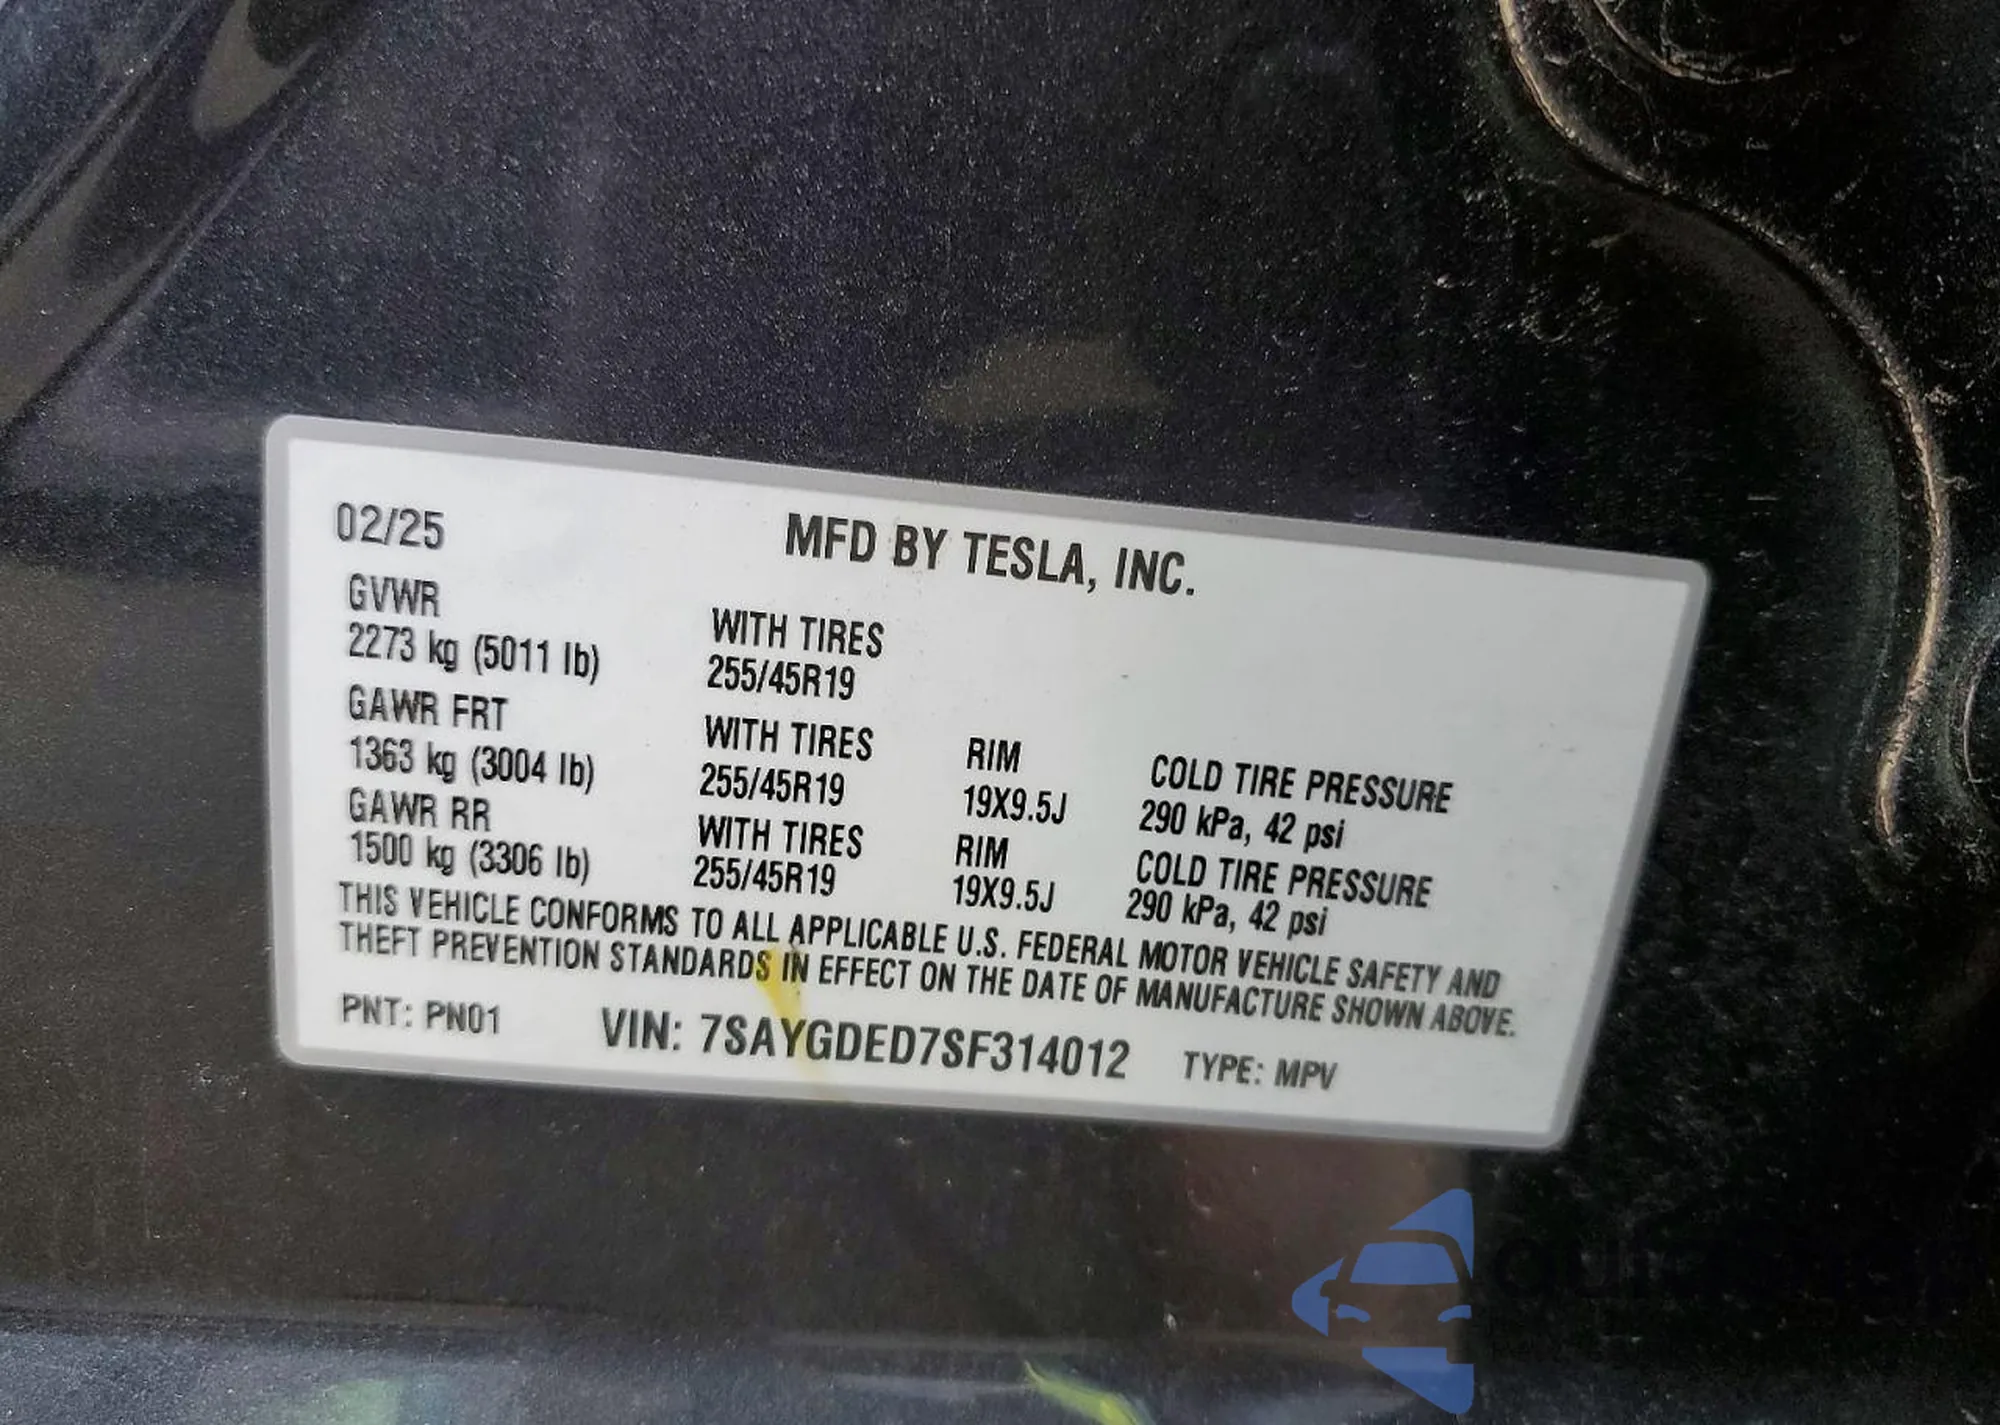 02/25 MFD BY TESLA, INC.
GVWR WITH TIRES
2273 kg (5011 lb) 255/45R19
GAWR FRT WITH TIRES RIM COLD TIRE PRESSURE
1363 kg (3004 lb) 255/45R19 19X9.5J 290 kPa, 42 psi
GAWR RR WITH TIRES RIM COLD TIRE PRESSURE
1500 kg (3306 lb) 255/45R19 19X9.5J 290 kPa, 42 psi
THIS VEHICLE CONFORMS TO ALL APPLICABLE U.S. FEDERAL MOTOR VEHICLE SAFETY AND
THEFT PREVENTION STANDARDS IN EFFECT ON THE DATE OF MANUFACTURE SHOWN ABOVE.
PNT: PN01 VIN: 7SAYGDED7SF314012 TYPE: MPV